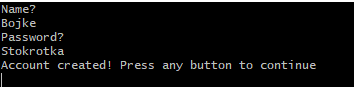 Name?
Bojke
Password?
Stokrotka
Account created! Press any button to continue